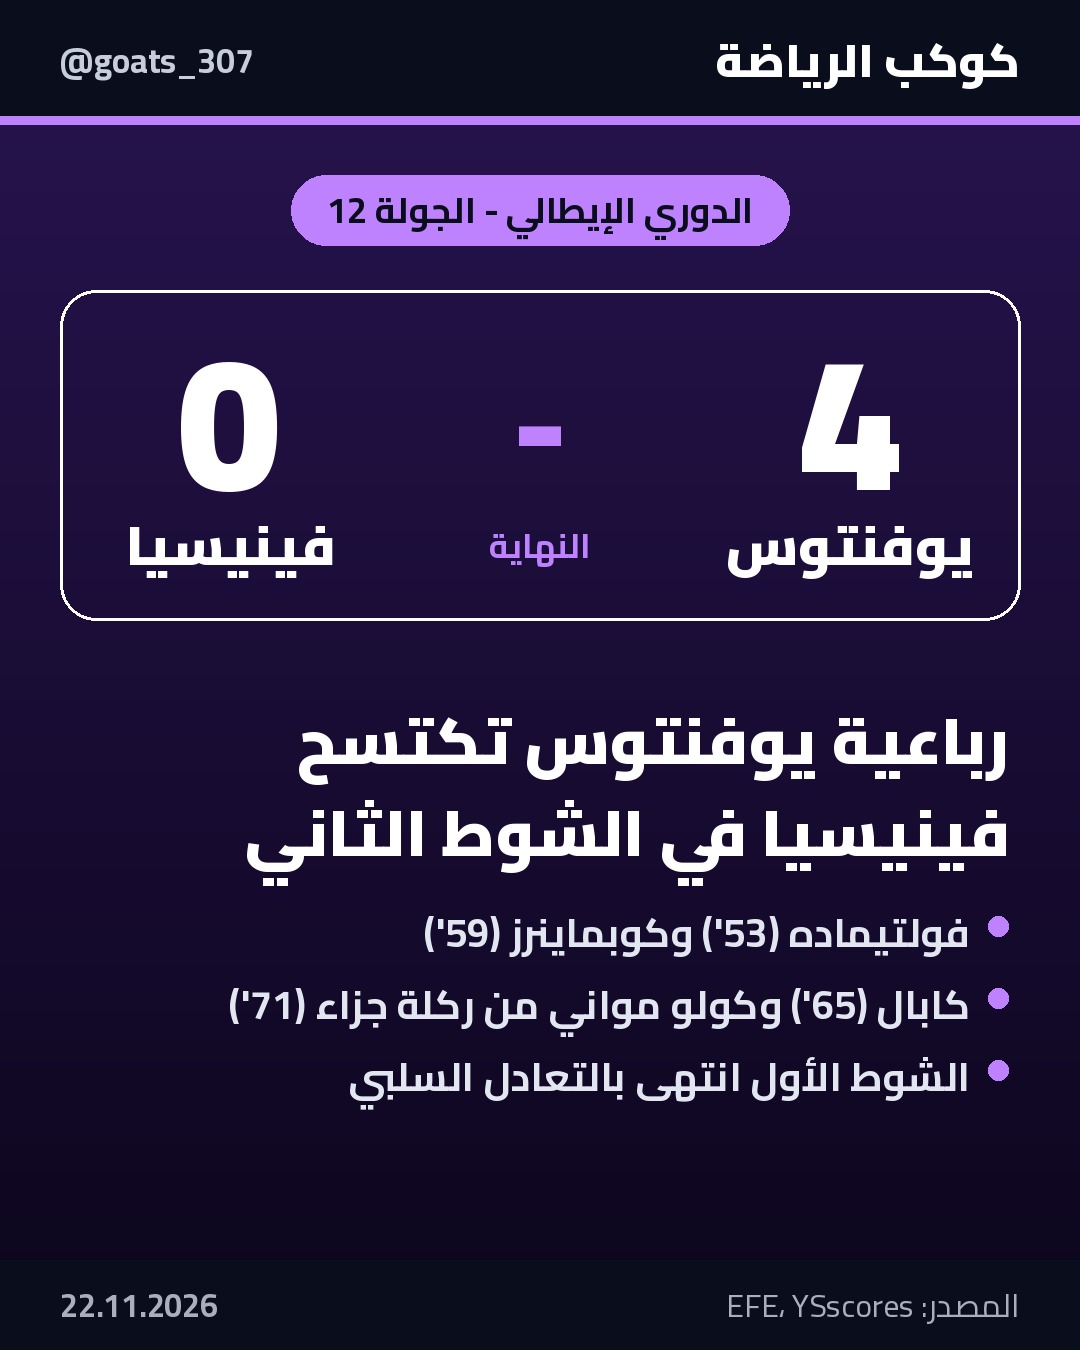 كوكب الرياضة
@goats_307
الدوري الإيطالي - الجولة 12
4 - 0
يوفنتوس النهاية فينيسيا
رباعية يوفنتوس تكتسح
فينيسيا في الشوط الثاني
فولتيماده (53') وكوبماينرز (59')
كابال (65') وكولو مواني من ركلة جزاء (71')
الشوط الأول انتهى بالتعادل السلبي
المصدر: EFE، YSscores
22.11.2026